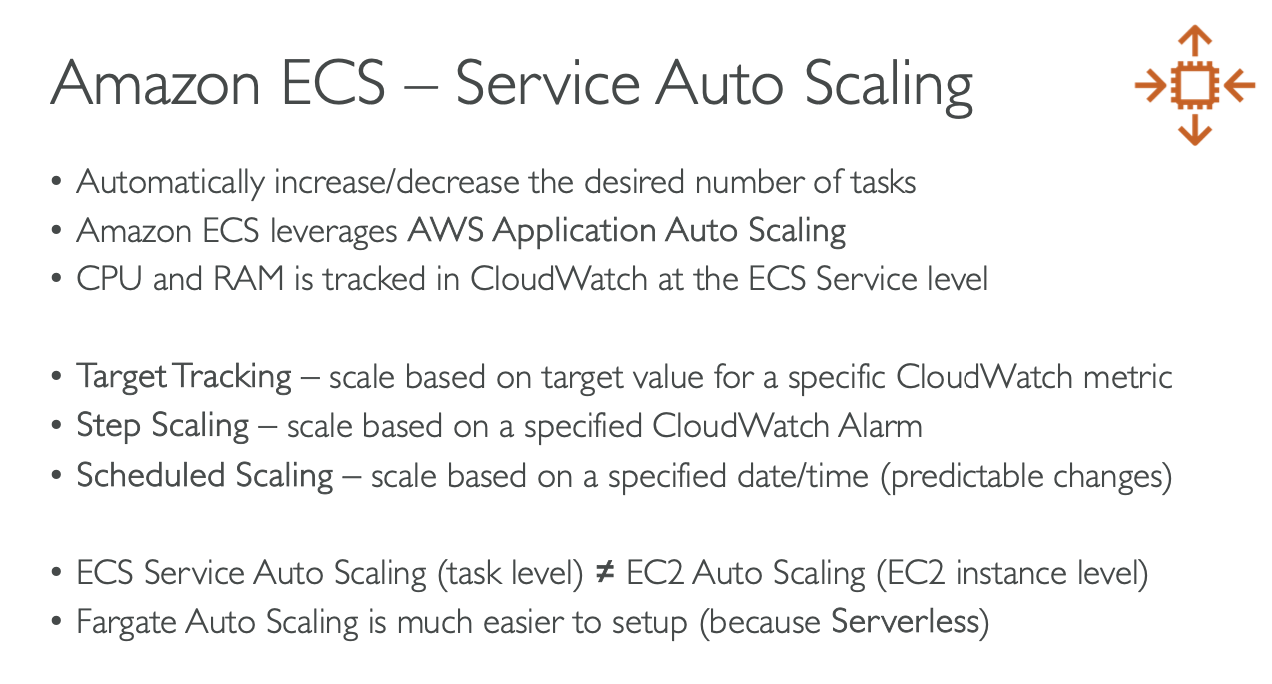 Amazon ECS – Service Auto Scaling
• Automatically increase/decrease the desired number of tasks
• Amazon ECS leverages AWS Application Auto Scaling
• CPU and RAM is tracked in CloudWatch at the ECS Service level
• Target Tracking – scale based on target value for a specific CloudWatch metric
• Step Scaling – scale based on a specified CloudWatch Alarm
• Scheduled Scaling – scale based on a specified date/time (predictable changes)
• ECS Service Auto Scaling (task level) ≠ EC2 Auto Scaling (EC2 instance level)
• Fargate Auto Scaling is much easier to setup (because Serverless)